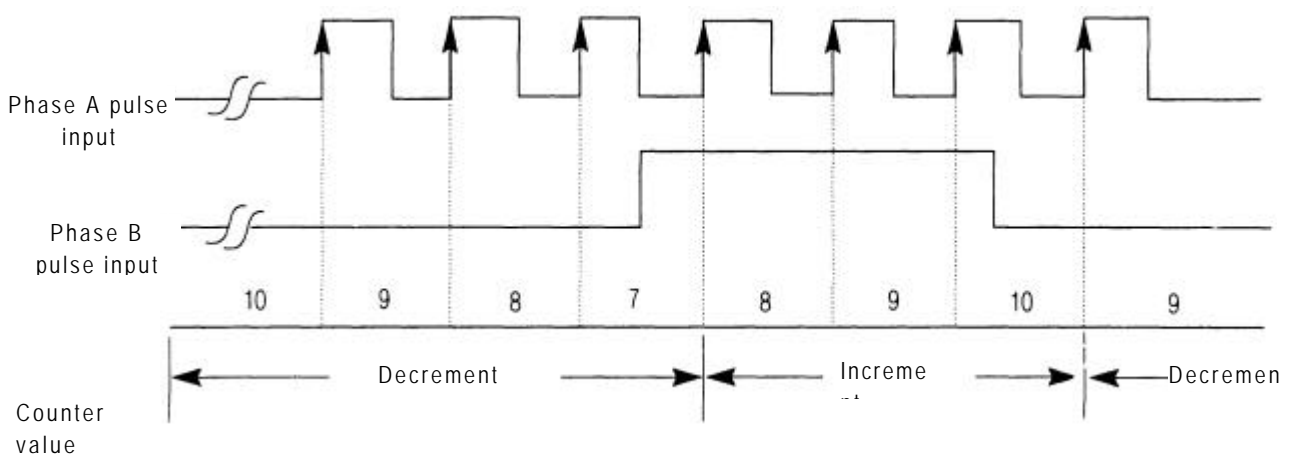 Phase A pulse
input
Phase B
pulse input
10 9 8 7 8 9 10 9
Decrement
Increme
Decremen
Counter
value